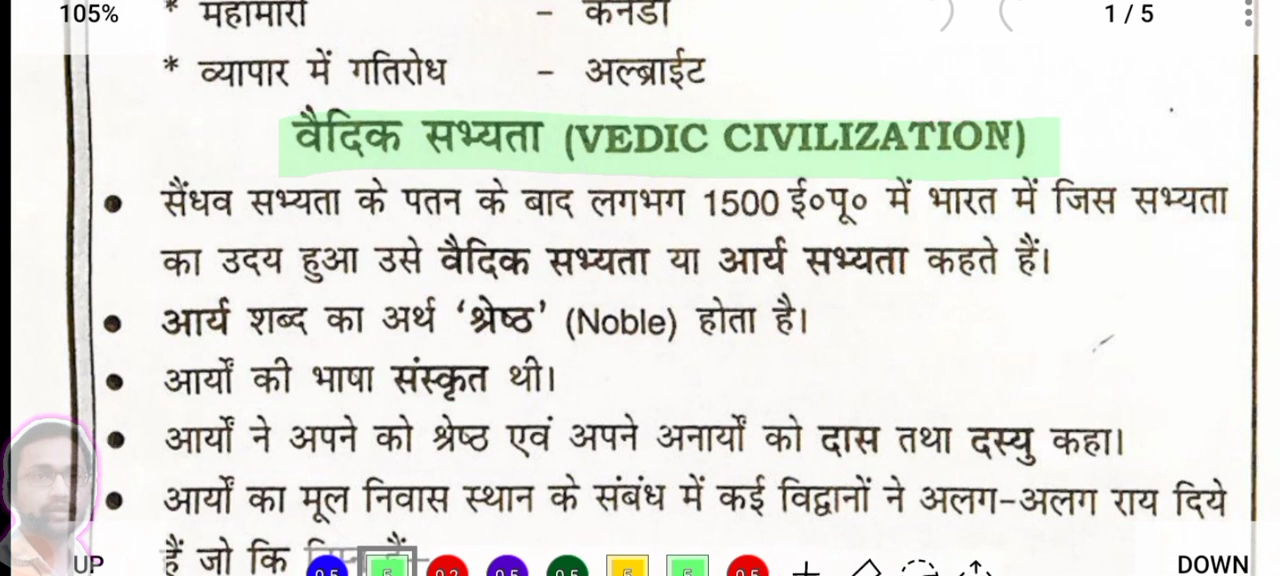 105%
* महामारी - कनेडी
1 / 5
* व्यापार में गतिरोध - अल्ब्राईट
वैदिक सभ्यता (VEDIC CIVILIZATION)
• सैंधव सभ्यता के पतन के बाद लगभग 1500 ई०पू० में भारत में जिस सभ्यता
का उदय हुआ उसे वैदिक सभ्यता या आर्य सभ्यता कहते हैं।
• आर्य शब्द का अर्थ ‘श्रेष्ठ’ (Noble) होता है।
• आर्यों की भाषा संस्कृत थी।
• आर्यों ने अपने को श्रेष्ठ एवं अपने अनार्यों को दास तथा दस्यु कहा।
• आर्यों का मूल निवास स्थान के संबंध में कई विद्वानों ने अलग-अलग राय दिये
हैं जो कि
UP
DOWN